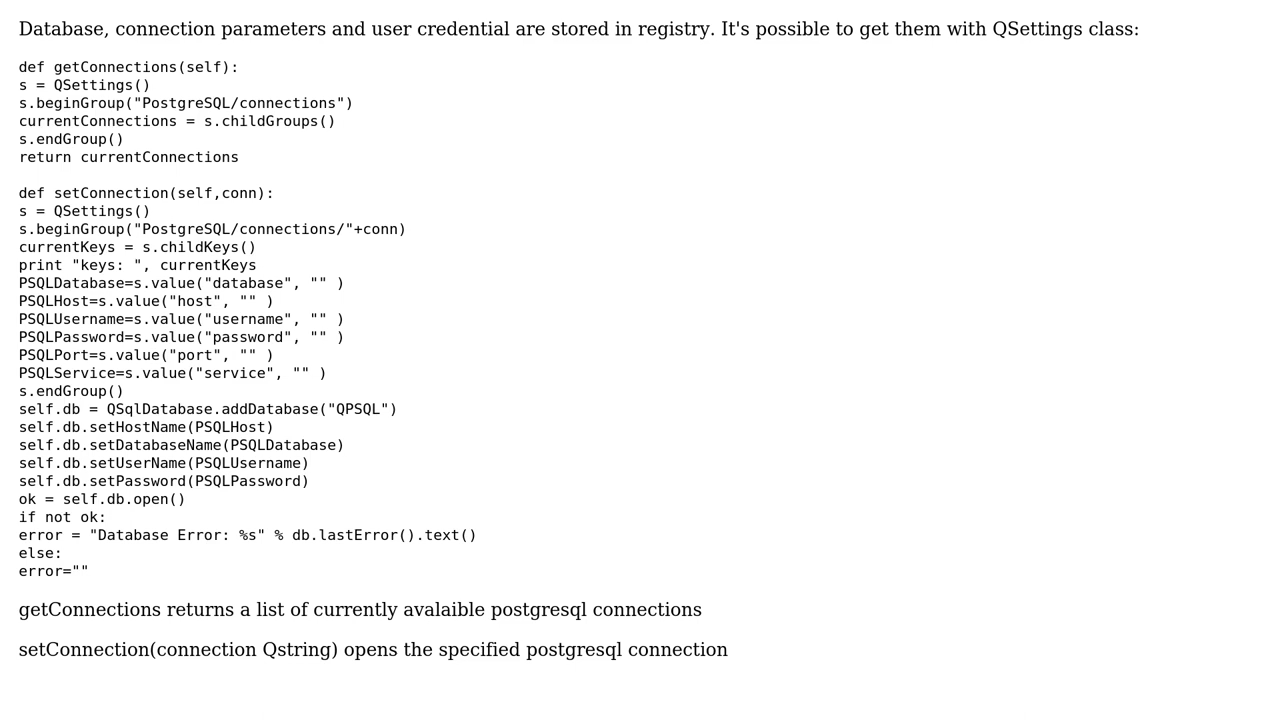 Database, connection parameters and user credential are stored in registry. It's possible to get them with QSettings class:
def getConnections(self):
s = QSettings()
s.beginGroup("PostgreSQL/connections")
currentConnections = s.childGroups()
s.endGroup()
return currentConnections
def setConnection(self,conn):
s = QSettings()
s.beginGroup("PostgreSQL/connections/"+conn)
currentKeys = s.childKeys()
print "keys: ", currentKeys
PSQLDatabase=s.value("database", "" )
PSQLHost=s.value("host", "" )
PSQLUsername=s.value("username", "" )
PSQLPassword=s.value("password", "" )
PSQLPort=s.value("port", "" )
PSQLService=s.value("service", "" )
s.endGroup()
self.db = QSqlDatabase.addDatabase("QPSQL")
self.db.setHostName(PSQLHost)
self.db.setDatabaseName(PSQLDatabase)
self.db.setUserName(PSQLUsername)
self.db.setPassword(PSQLPassword)
ok = self.db.open()
if not ok:
error = "Database Error: %s" % db.lastError().text()
else:
error=""
getConnections returns a list of currently avalaible postgresql connections
setConnection(connection Qstring) opens the specified postgresql connection